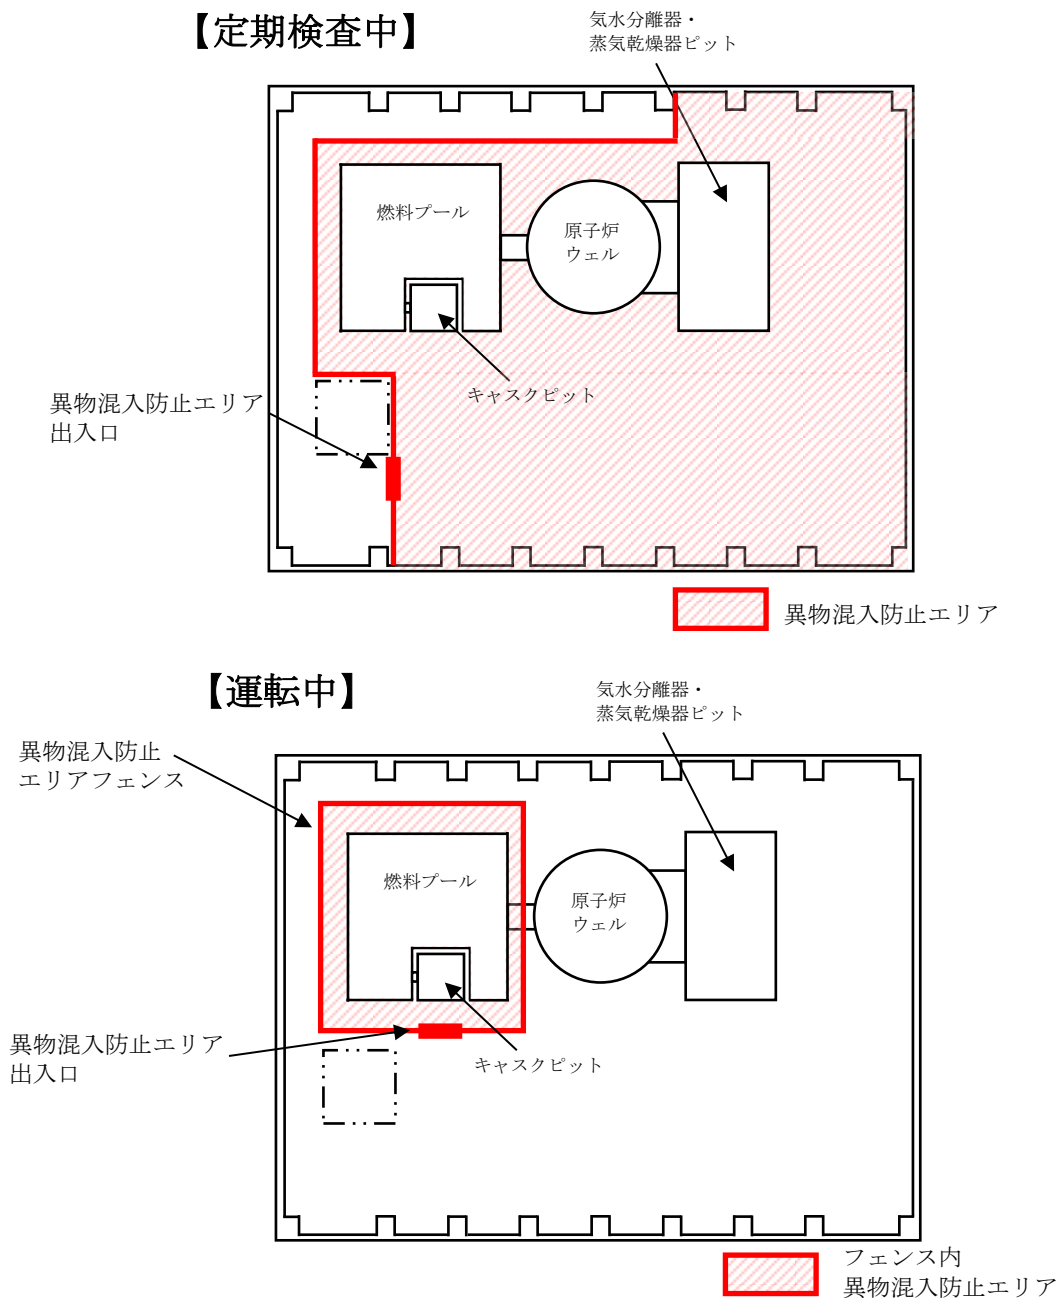 【定期検査中】
気水分離器・
蒸気乾燥器ピット
燃料プール
原子炉
ウェル
キャスクピット
異物混入防止エリア
出入口
異物混入防止エリア
【運転中】
気水分離器・
蒸気乾燥器ピット
異物混入防止
エリアフェンス
燃料プール
原子炉
ウェル
異物混入防止エリア
出入口
キャスクピット
フェンス内
異物混入防止エリア